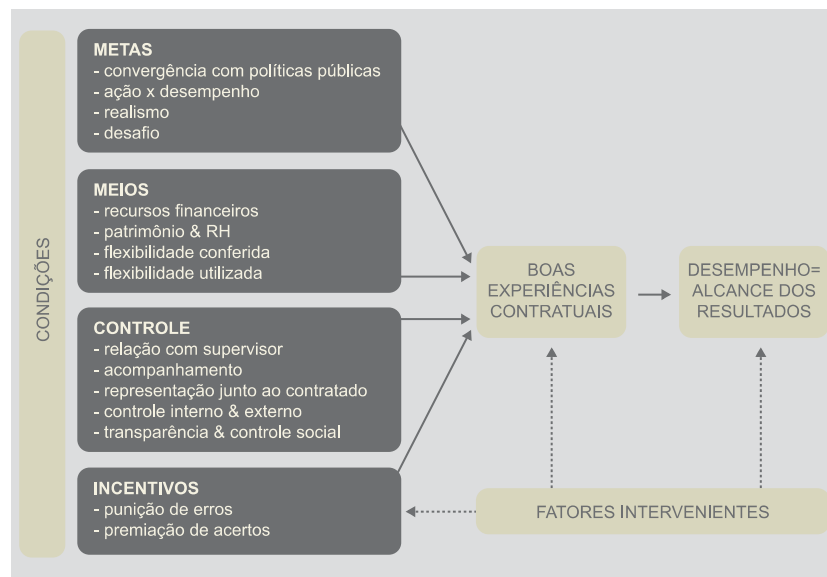 CONDIÇÕES
METAS
- convergência com políticas públicas
- ação x desempenho
- realismo
- desafio
MEIOS
- recursos financeiros
- patrimônio & RH
- flexibilidade conferida
- flexibilidade utilizada
CONTROLE
- relação com supervisor
- acompanhamento
- representação junto ao contratado
- controle interno & externo
- transparência & controle social
INCENTIVOS
- punição de erros
- premiação de acertos
BOAS
EXPERIÊNCIAS
CONTRATUAIS
DESEMPENHO=
ALCANCE DOS
RESULTADOS
FATORES INTERVENIENTES